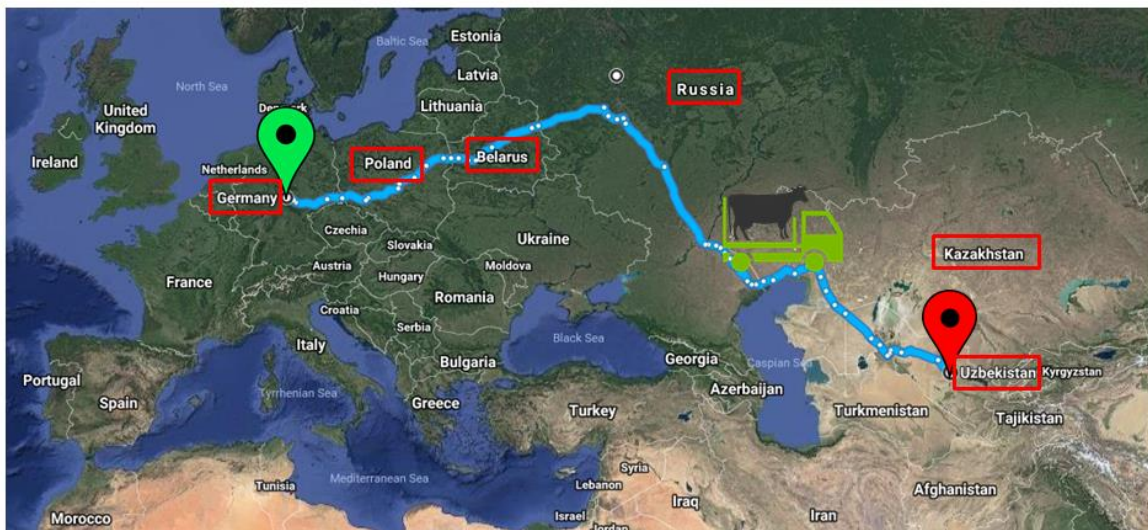 Estonia
Baltic Sea
Latvia
North Sea
Russia
Denmark
Lithuania
United
Kingdom
Ireland
Poland
Belarus
Netherlands
Germany
Czechia
Ukraine
Slovakia
Kazakhstan
Austria
Moldova
Hungary
France
Romania
Croatia
Serbia
Italy
Black Sea
Bulgaria
Georgia
Caspian Sea
Uzbekistan
Kyrgyzstan
Portugal
Spain
Tyrrhenian Sea
Greece
Azerbaijan
Turkey
Turkmenistan
Tajikistan
Syria
Mediterranean Sea
Tunisia
Lebanon
Iraq
Afghanistan
Morocco
Israel
Iran
Jordan